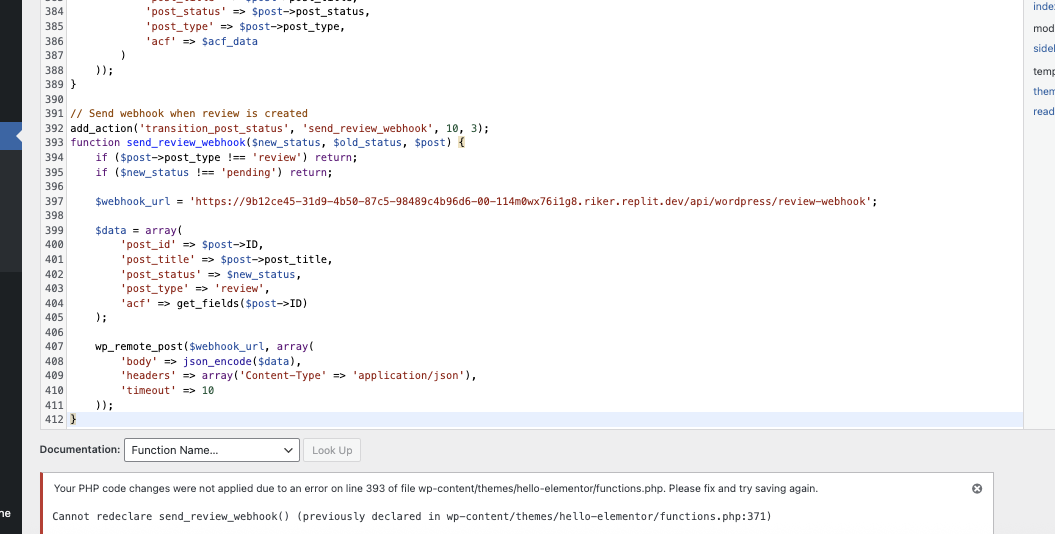 384 'post_status' => $post->post_status,
385 'post_type' => $post->post_type,
386 'acf' => $acf_data
387 )
388 ));
389 }
390
391 // Send webhook when review is created
392 add_action('transition_post_status', 'send_review_webhook', 10, 3);
393 function send_review_webhook($new_status, $old_status, $post) {
394 if ($post->post_type !== 'review') return;
395 if ($new_status !== 'pending') return;
396
397 $webhook_url = 'https://9b12ce45-31d9-4b50-87c5-98489c4b96d6-00-114m0wx76i1g8.riker.replit.dev/api/wordpress/review-webhook';
398
399 $data = array(
400 'post_id' => $post->ID,
401 'post_title' => $post->post_title,
402 'post_status' => $new_status,
403 'post_type' => 'review',
404 'acf' => get_fields($post->ID)
405 );
406
407 wp_remote_post($webhook_url, array(
408 'body' => json_encode($data),
409 'headers' => array('Content-Type' => 'application/json'),
410 'timeout' => 10
411 ));
412 }
Documentation: Function Name... Look Up
Your PHP code changes were not applied due to an error on line 393 of file wp-content/themes/hello-elementor/functions.php. Please fix and try saving again.
Cannot redeclare send_review_webhook() (previously declared in wp-content/themes/hello-elementor/functions.php:371)
inde
mod
side
temp
them
read
ne